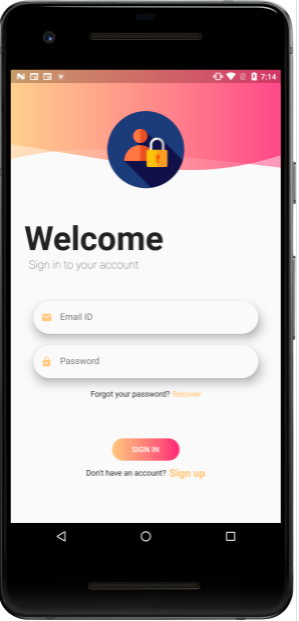 7:14
Welcome
Sign in to your account
Email ID
Password
Forgot your password? Recover
SIGN IN
Don't have an account? Sign up